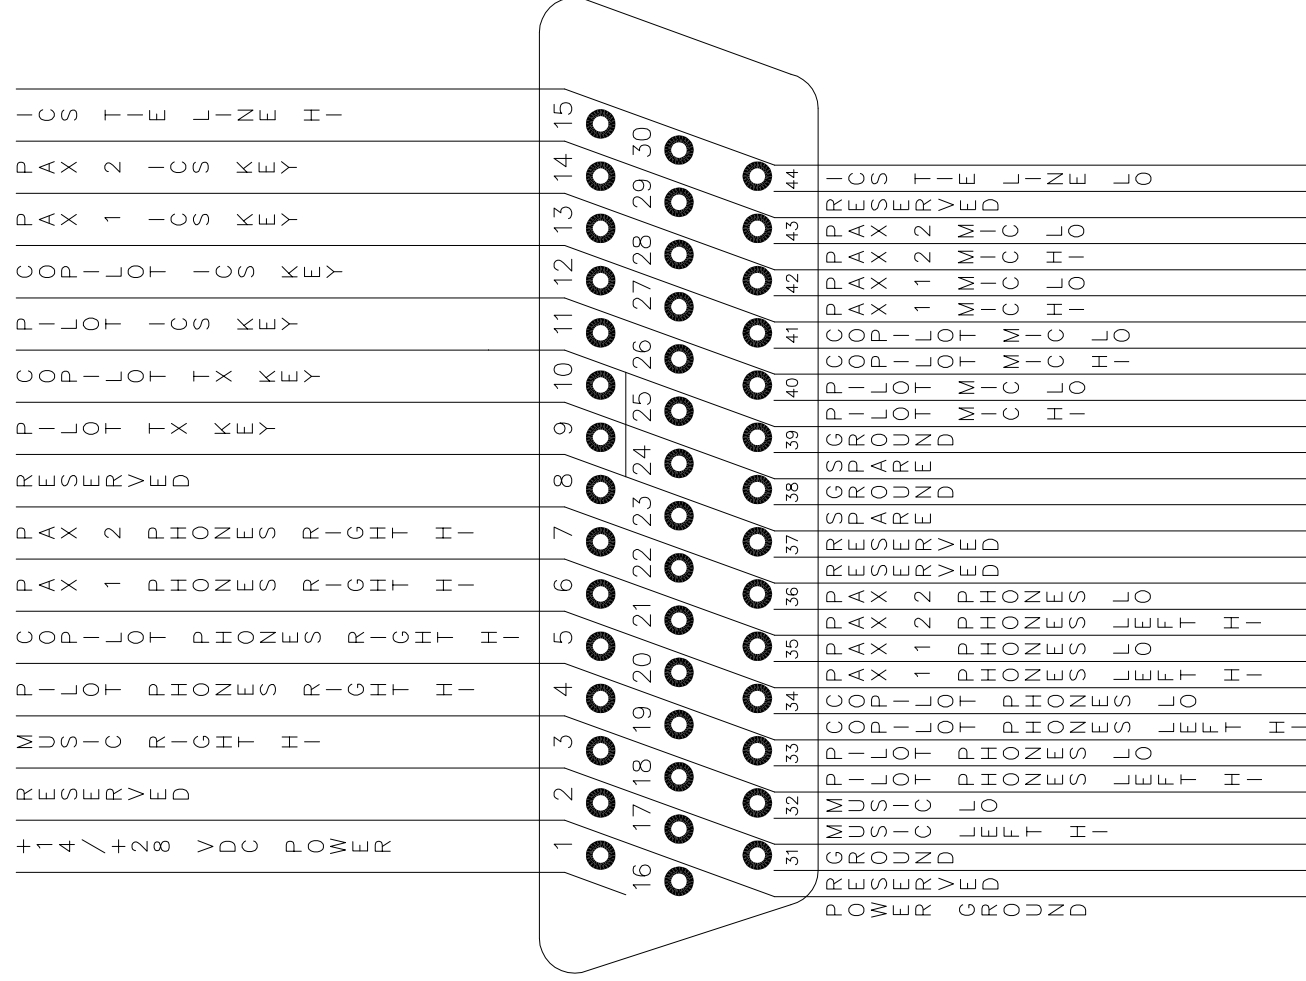 ICS TIE LINE HI
PAX 2 ICS KEY
PAX 1 ICS KEY
COPILOT ICS KEY
PILOT ICS KEY
COPILOT TX KEY
PILOT TX KEY
RESERVED
PAX 2 PHONES RIGHT HI
PAX 1 PHONES RIGHT HI
COPILOT PHONES RIGHT HI
PILOT PHONES RIGHT HI
MUSIC RIGHT HI
RESERVED
+14/+28 VDC POWER
15
14
13
12
11
10
9
8
7
6
5
4
3
2
1
30
29
28
27
26
25
24
23
22
21
20
19
18
17
16
44
43
42
41
40
39
38
37
36
35
34
33
32
31
ICS TIE LINE LO
RESERVED
PAX 2 MIC LO
PAX 2 MIC HI
PAX 1 MIC LO
PAX 1 MIC HI
COPILOT MIC LO
COPILOT MIC HI
PILOT MIC LO
PILOT MIC HI
GROUND
SPARE
GROUND
SPARE
RESERVED
RESERVED
PAX 2 PHONES LO
PAX 2 PHONES LEFT HI
PAX 1 PHONES LO
PAX 1 PHONES LEFT HI
COPILOT PHONES LO
COPILOT PHONES LEFT HI
PILOT PHONES LO
PILOT PHONES LEFT HI
MUSIC LO
MUSIC LEFT HI
GROUND
RESERVED
POWER GROUND